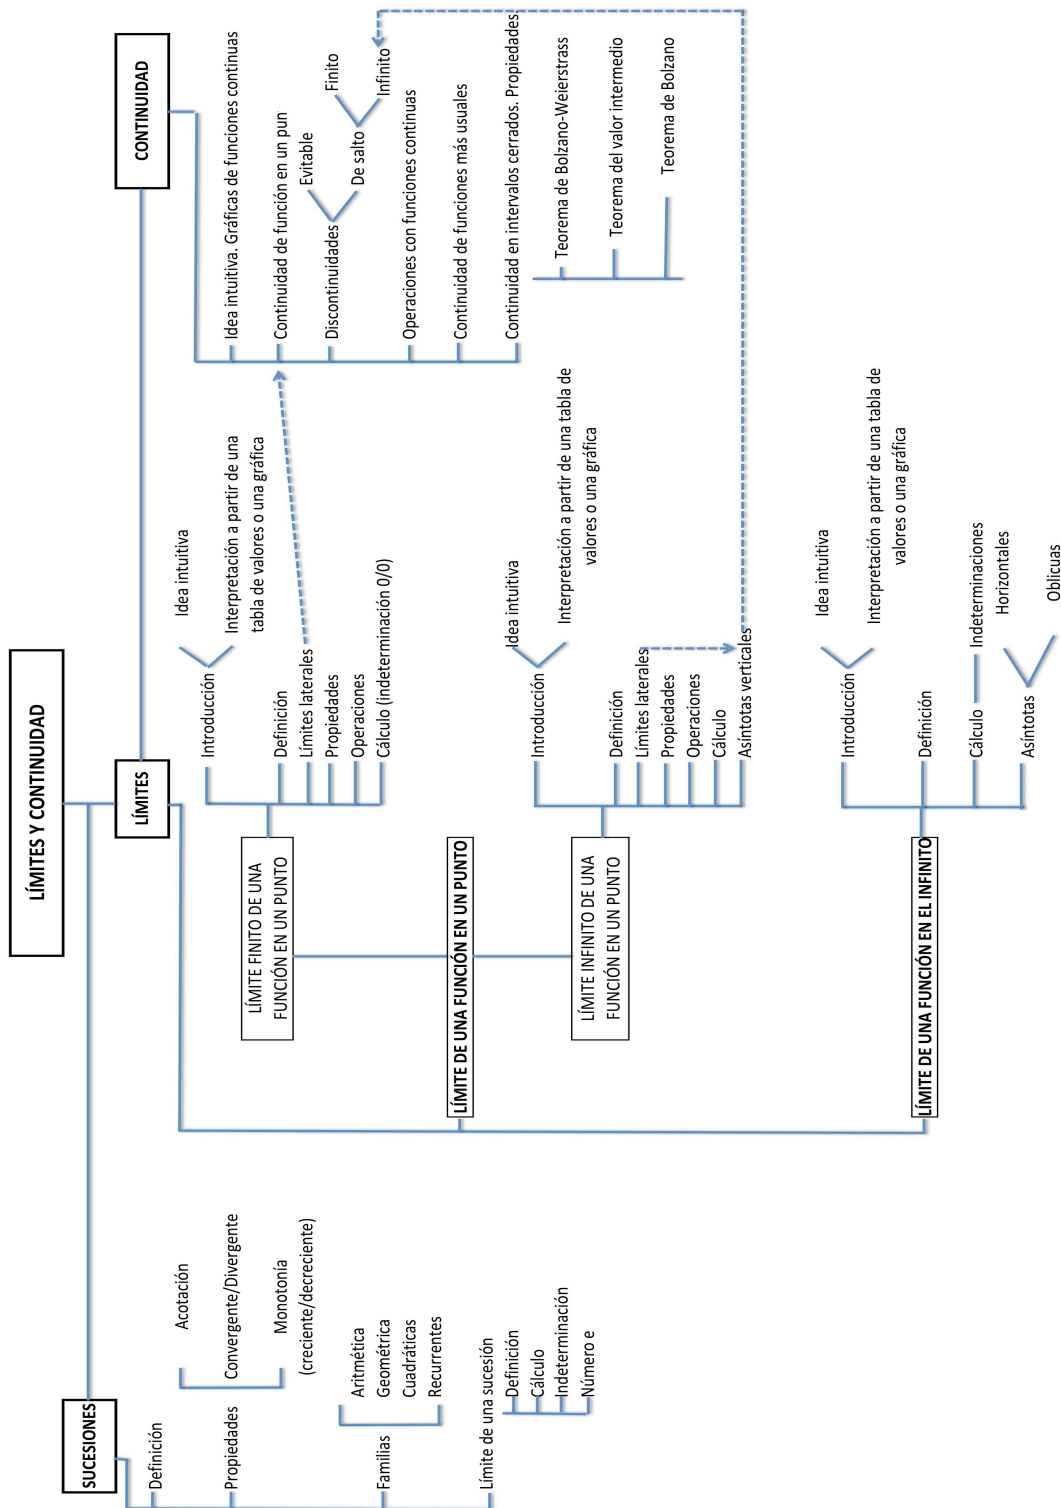 LÍMITES Y CONTINUIDAD
SUCESIONES
Definición
Propiedades
Acotación
Convergente/Divergente
Monotonía
(creciente/decreciente)
Familias
Aritmética
Geométrica
Cuadráticas
Recurrentes
Límite de una sucesión
Definición
Cálculo
Indeterminación
Número e
LÍMITES
LÍMITE FINITO DE UNA
FUNCIÓN EN UN PUNTO
Introducción
Idea intuitiva
Interpretación a partir de una
tabla de valores o una gráfica
Definición
Límites laterales
Propiedades
Operaciones
Cálculo (indeterminación 0/0)
LÍMITE DE UNA FUNCIÓN EN UN PUNTO
LÍMITE INFINITO DE UNA
FUNCIÓN EN UN PUNTO
Introducción
Idea intuitiva
Interpretación a partir de una tabla de
valores o una gráfica
Definición
Límites laterales
Propiedades
Operaciones
Cálculo
Asíntotas verticales
LÍMITE DE UNA FUNCIÓN EN EL INFINITO
Introducción
Idea intuitiva
Interpretación a partir de una tabla de
valores o una gráfica
Definición
Cálculo
Indeterminaciones
Asíntotas
Horizontales
Oblicuas
CONTINUIDAD
Idea intuitiva. Gráficas de funciones continuas
Continuidad de función en un pun
Discontinuidades
Evitable
De salto
Finito
Infinito
Operaciones con funciones continuas
Continuidad de funciones más usuales
Continuidad en intervalos cerrados. Propiedades
Teorema de Bolzano-Weierstrass
Teorema del valor intermedio
Teorema de Bolzano